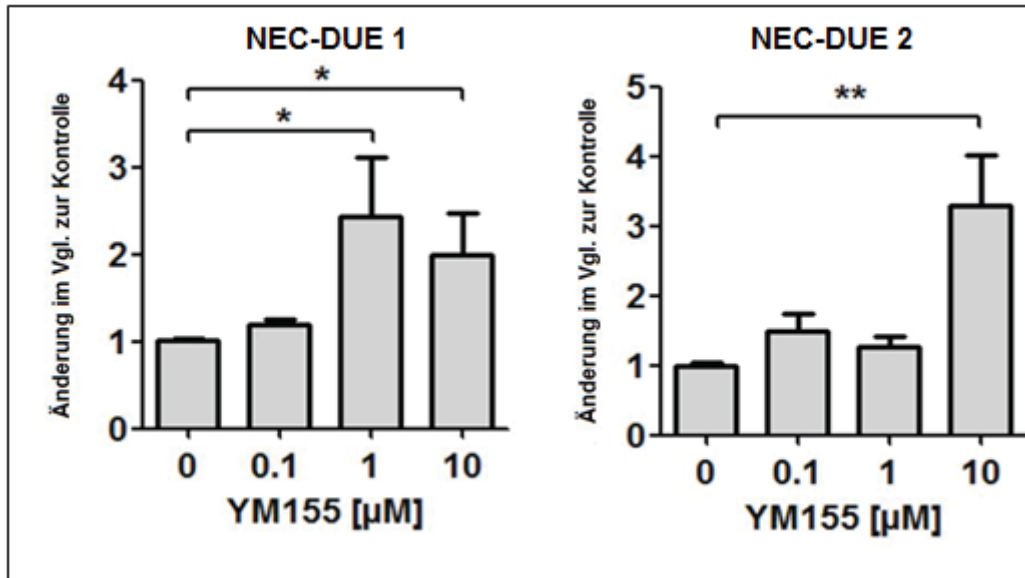 NEC-DUE 1
Änderung im Vgl. zur Kontrolle
4
3
2
1
0
*
*
0 0.1 1 10
YM155 [µM]
NEC-DUE 2
Änderung im Vgl. zur Kontrolle
5
4
3
2
1
0
**
0 0.1 1 10
YM155 [µM]